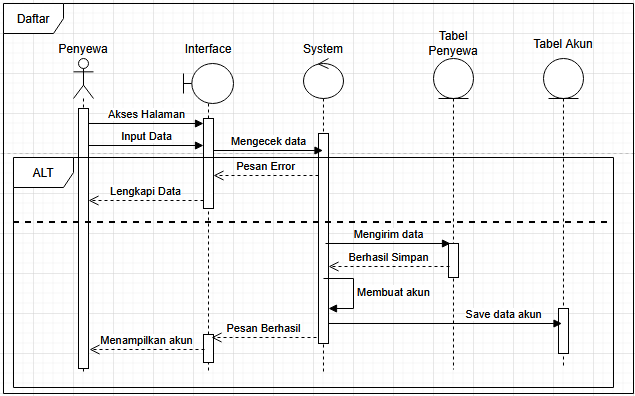 Daftar
Penyewa
Interface
System
Tabel
Penyewa
Tabel Akun
Akses Halaman
Input Data
Mengecek data
ALT
Pesan Error
Lengkapi Data
Mengirim data
Berhasil Simpan
Membuat akun
Save data akun
Pesan Berhasil
Menampilkan akun